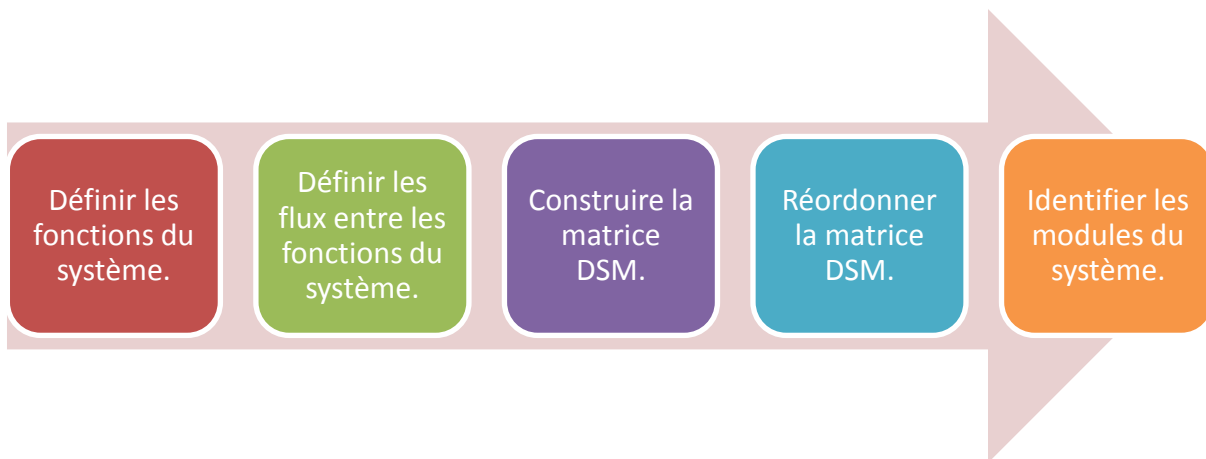 Définir les
fonctions du
système.
Définir les
flux entre les
fonctions du
système.
Construire la
matrice
DSM.
Réordonner
la matrice
DSM.
Identifier les
modules du
système.